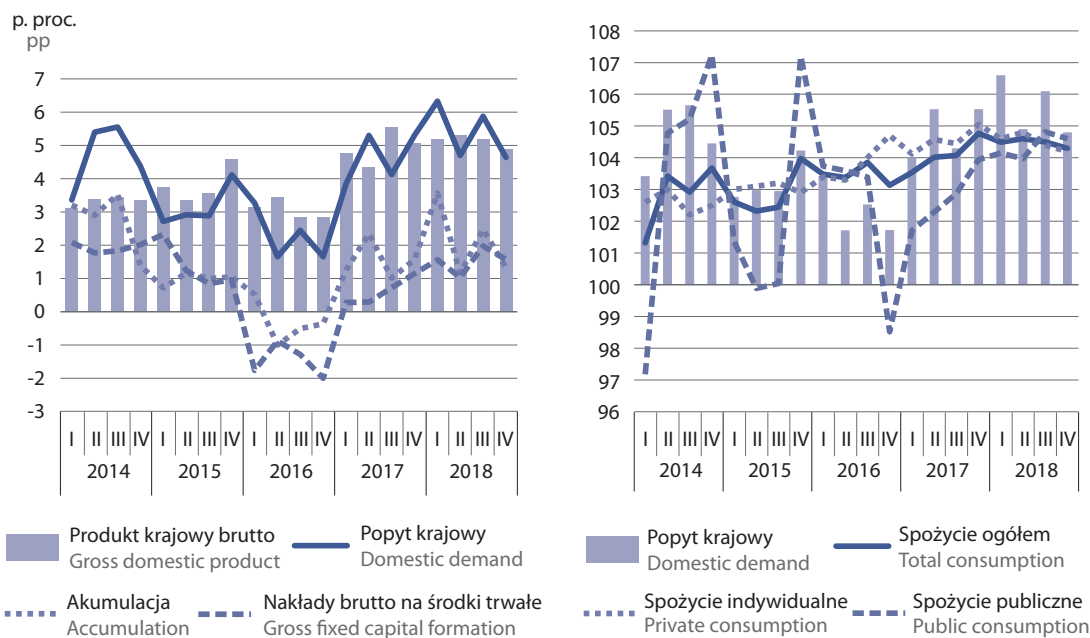 p. proc.
pp
7
6
5
4
3
2
1
0
-1
-2
-3
I II III IV I II III IV I II III IV I II III IV I II III IV
2014 2015 2016 2017 2018
Produkt krajowy brutto
Gross domestic product
Popyt krajowy
Domestic demand
Akumulacja
Accumulation
Nakłady brutto na środki trwałe
Gross fixed capital formation
108
107
106
105
104
103
102
101
100
99
98
97
96
I II III IV I II III IV I II III IV I II III IV I II III IV
2014 2015 2016 2017 2018
Popyt krajowy
Domestic demand
Spożycie ogółem
Total consumption
Spożycie indywidualne
Private consumption
Spożycie publiczne
Public consumption